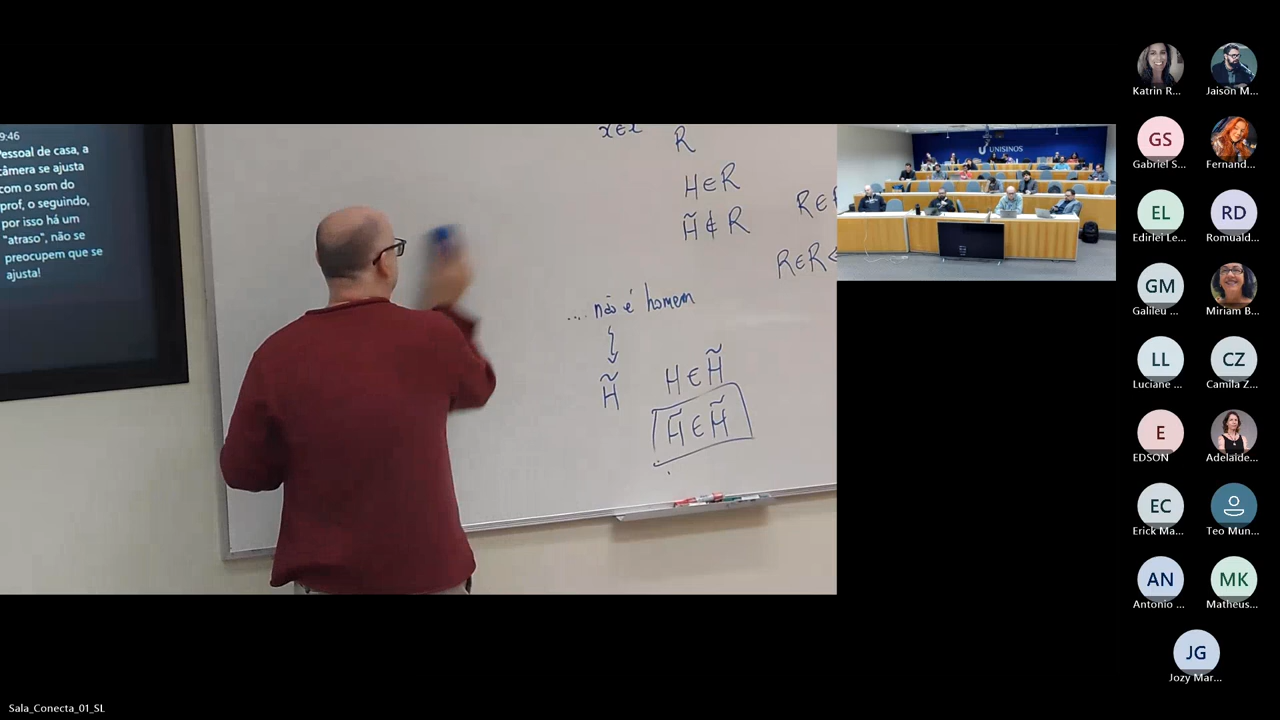 9:46
Pessoal de casa, a
câmera se ajusta
com o som do
prof, o seguindo,
por isso há um
"atraso", não se
preocupem que se
ajusta!
x∈x
R
H∈R
H̃∉R
R∈R
R∈R
.... não é homem
H̃
H∈H̃
H̃∈H̃
UNISINOS
Katrin R...
Jaison M...
GS
Gabriel S...
Fernand...
EL
Edirlei Le...
RD
Romuald...
GM
Galileu ...
Miriam B...
LL
Luciane ...
CZ
Camila Z...
E
EDSON
Adelaide...
EC
Erick Ma...
Teo Mun...
AN
Antonio ...
MK
Matheus...
JG
Jozy Mar...
Sala_Conecta_01_SL